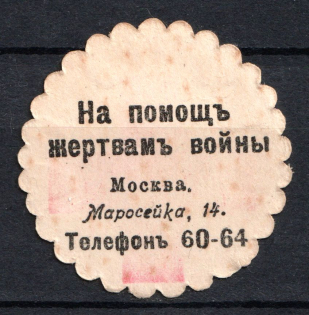 На помощъ
жертвамъ войны
Москва.
Маросейка, 14.
Телефонъ 60-64